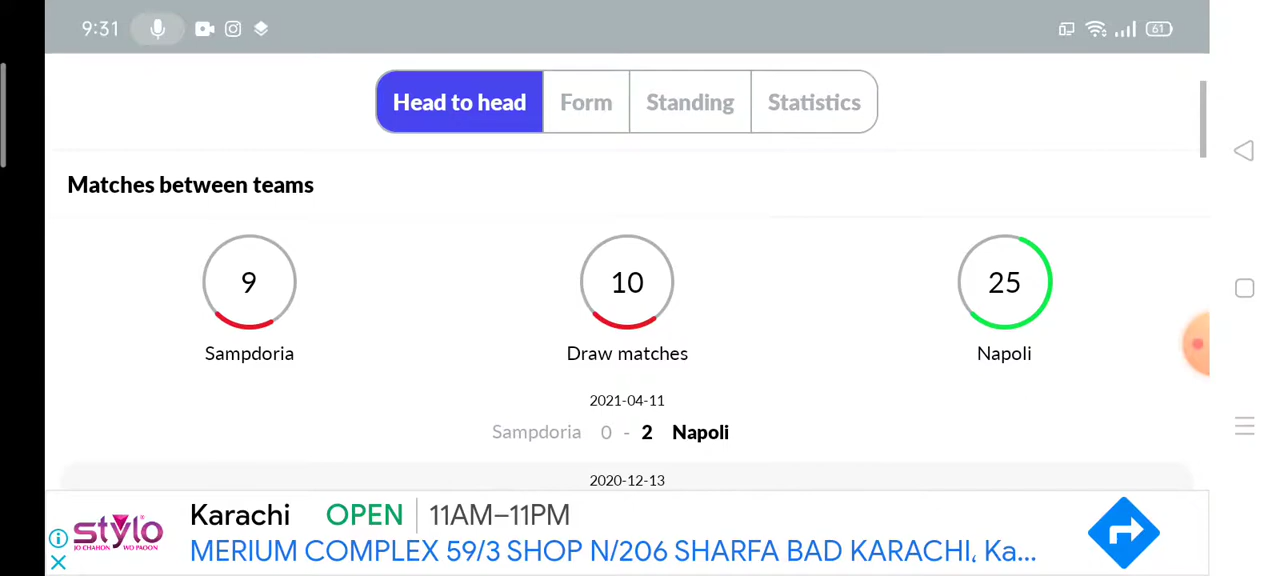 9:31
61
Head to head Form Standing Statistics
Matches between teams
9 10 25
Sampdoria Draw matches Napoli
2021-04-11
Sampdoria 0 - 2 Napoli
2020-12-13
stylo
JO CHAHON WO PAOON
Karachi OPEN 11AM–11PM
MERIUM COMPLEX 59/3 SHOP N/206 SHARFA BAD KARACHI, Ka...